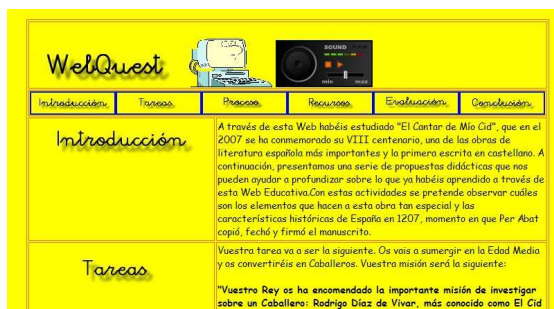 WebQuest
SOUND
min max
Introducción Tareas Proceso Recursos Evaluación Conclusión
Introducción
A través de esta Web habéis estudiado "El Cantar de Mío Cid", que en el
2007 se ha conmemorado su VIII centenario, una de las obras de
literatura española más importantes y la primera escrita en castellano. A
continuación, presentamos una serie de propuestas didácticas que nos
pueden ayudar a profundizar sobre lo que ya habéis aprendido a través de
esta Web Educativa.Con estas actividades se pretende observar cuáles
son los elementos que hacen a esta obra tan especial y las
características históricas de España en 1207, momento en que Per Abat
copió, fechó y firmó el manuscrito.
Tareas
Vuestra tarea va a ser la siguiente. Os vais a sumergir en la Edad Media
y os convertiréis en Caballeros. Vuestra misión será la siguiente:
"Vuestro Rey os ha encomendado la importante misión de investigar
sobre un Caballero: Rodrigo Díaz de Vivar, más conocido como El Cid